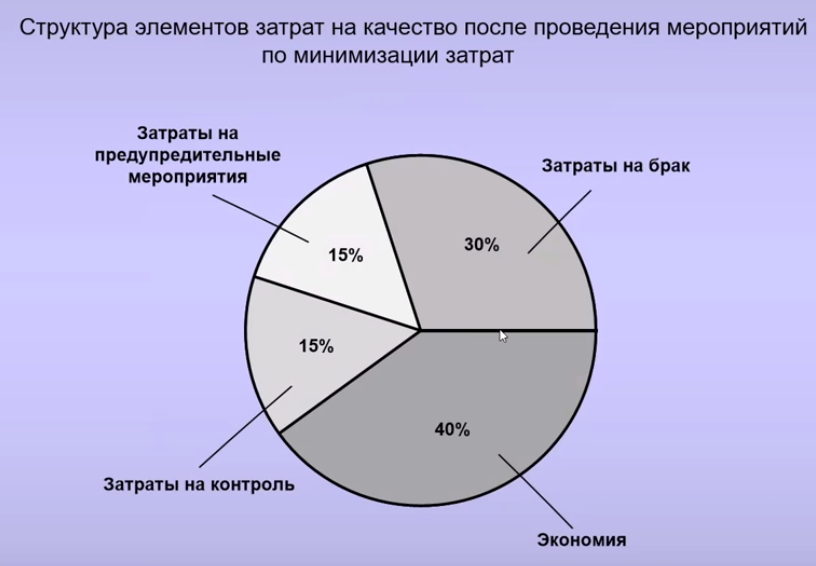 Структура элементов затрат на качество после проведения мероприятий
по минимизации затрат
Затраты на
предупредительные
мероприятия
Затраты на брак
30%
15%
15%
40%
Затраты на контроль
Экономия